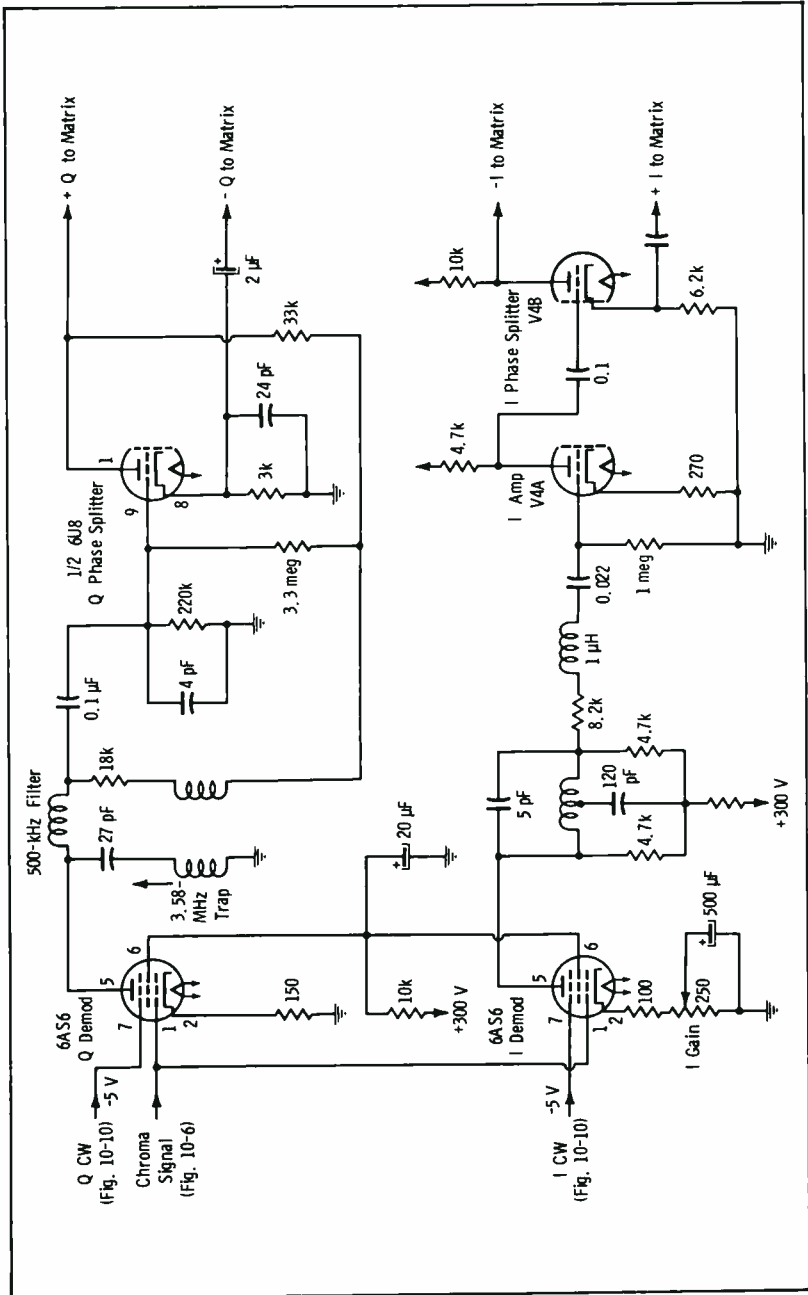 + Q to Matrix
- Q to Matrix
2 µF
+
33k
24 pF
3k
1/2 6U8
Q Phase Splitter
1
9
8
3.3 meg
220k
4 pF
0.1 µF
18k
500-kHz Filter
27 pF
3.58-
MHz
Trap
6AS6
Q Demod
5
6
7
1
2
150
Q CW
(Fig. 10-10)
-5 V
Chroma
Signal
(Fig. 10-6)
20 µF
+
10k
+300 V
-I to Matrix
+ I to Matrix
10k
I Phase Splitter
V4B
6.2k
0.1
4.7k
I Amp
V4A
270
0.022
1 meg
1 µH
8.2k
5 pF
120
pF
4.7k
4.7k
+300 V
6AS6
I Demod
5
6
7
1
2
-5 V
I CW
(Fig. 10-10)
100
250
I Gain
500 µF
+